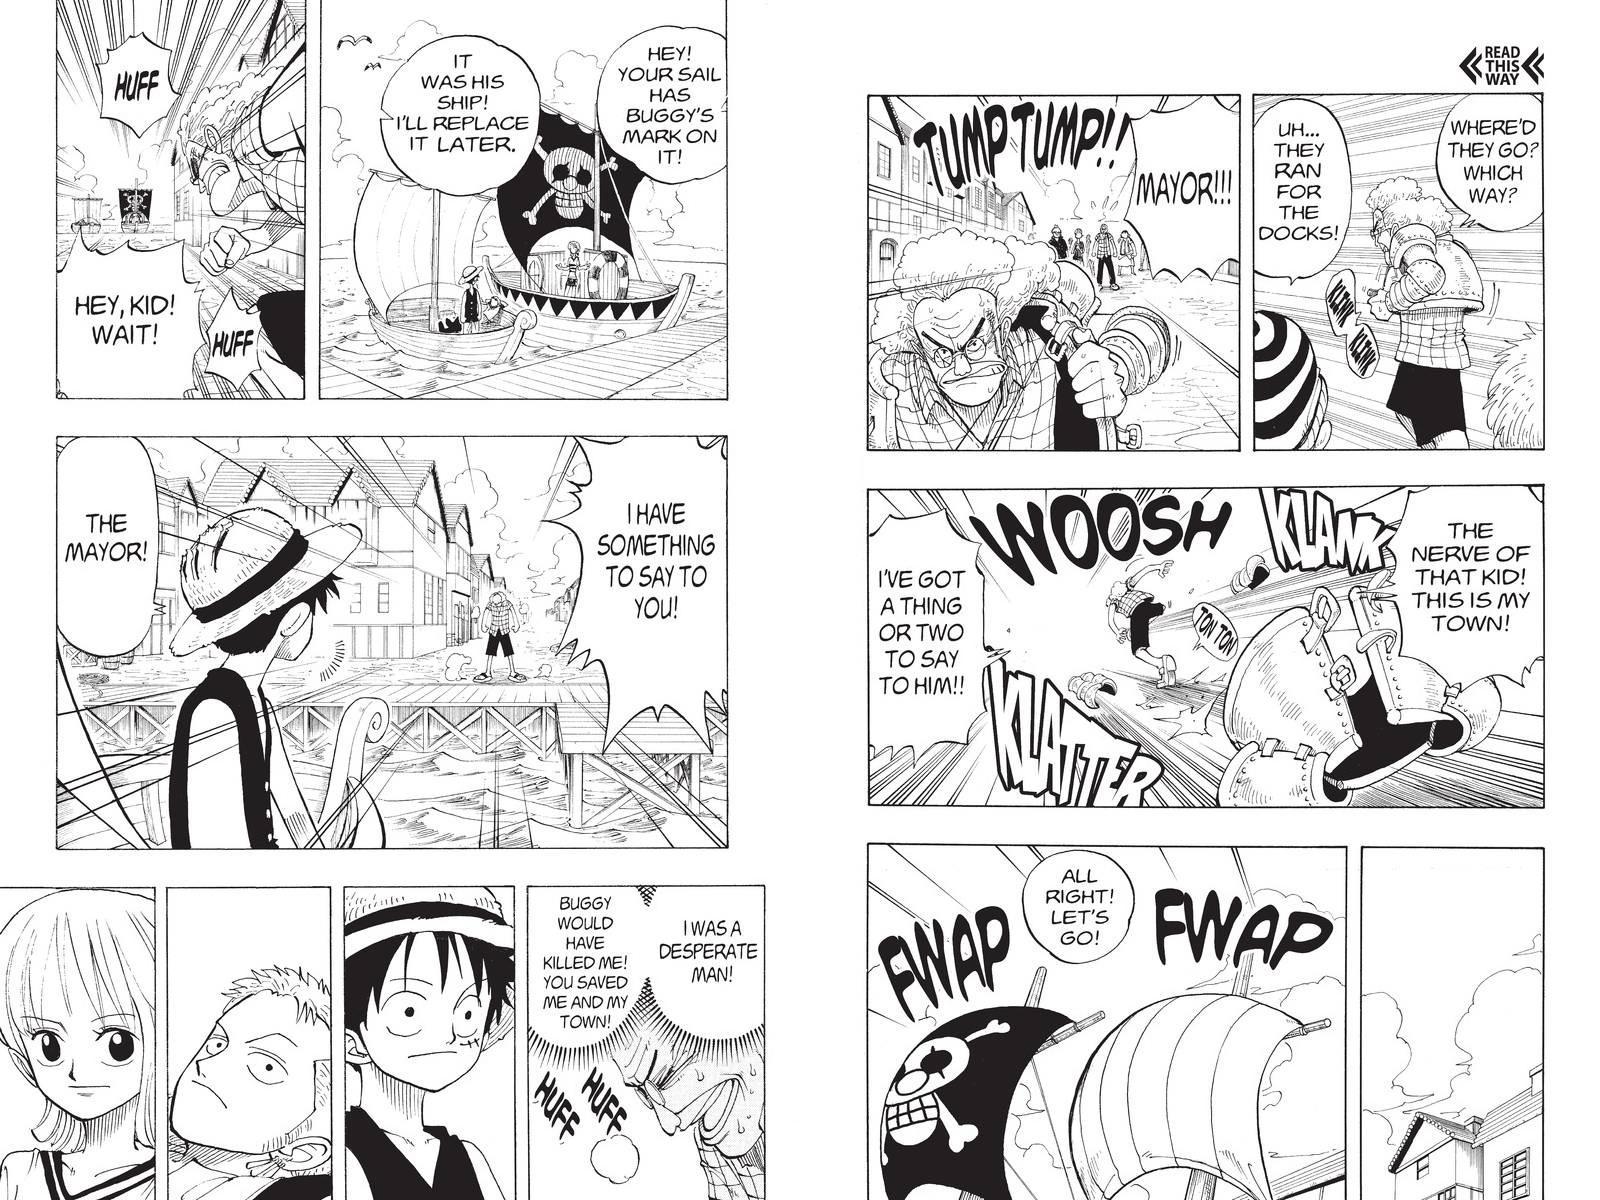 READ
THIS
WAY
WHERE'D
THEY GO?
WHICH
WAY?
UH...
THEY
RAN
FOR
THE
DOCKS!
KLINK
KLINK
MAYOR!!!
TUMP TUMP!!
THE
NERVE OF
THAT KID!
THIS IS MY
TOWN!
KLANK
TON TON
WOOSH
KLATTER
I'VE GOT
A THING
OR TWO
TO SAY
TO HIM!!
FWAP
ALL
RIGHT!
LET'S
GO!
FWAP
HEY!
YOUR SAIL
HAS
BUGGY'S
MARK ON
IT!
IT
WAS HIS
SHIP!
I'LL REPLACE
IT LATER.
HUFF
HUFF
HEY, KID!
WAIT!
I HAVE
SOMETHING
TO SAY TO
YOU!
THE
MAYOR!
I WAS A
DESPERATE
MAN!
BUGGY
WOULD
HAVE
KILLED ME!
YOU SAVED
ME AND MY
TOWN!
HUFF
HUFF